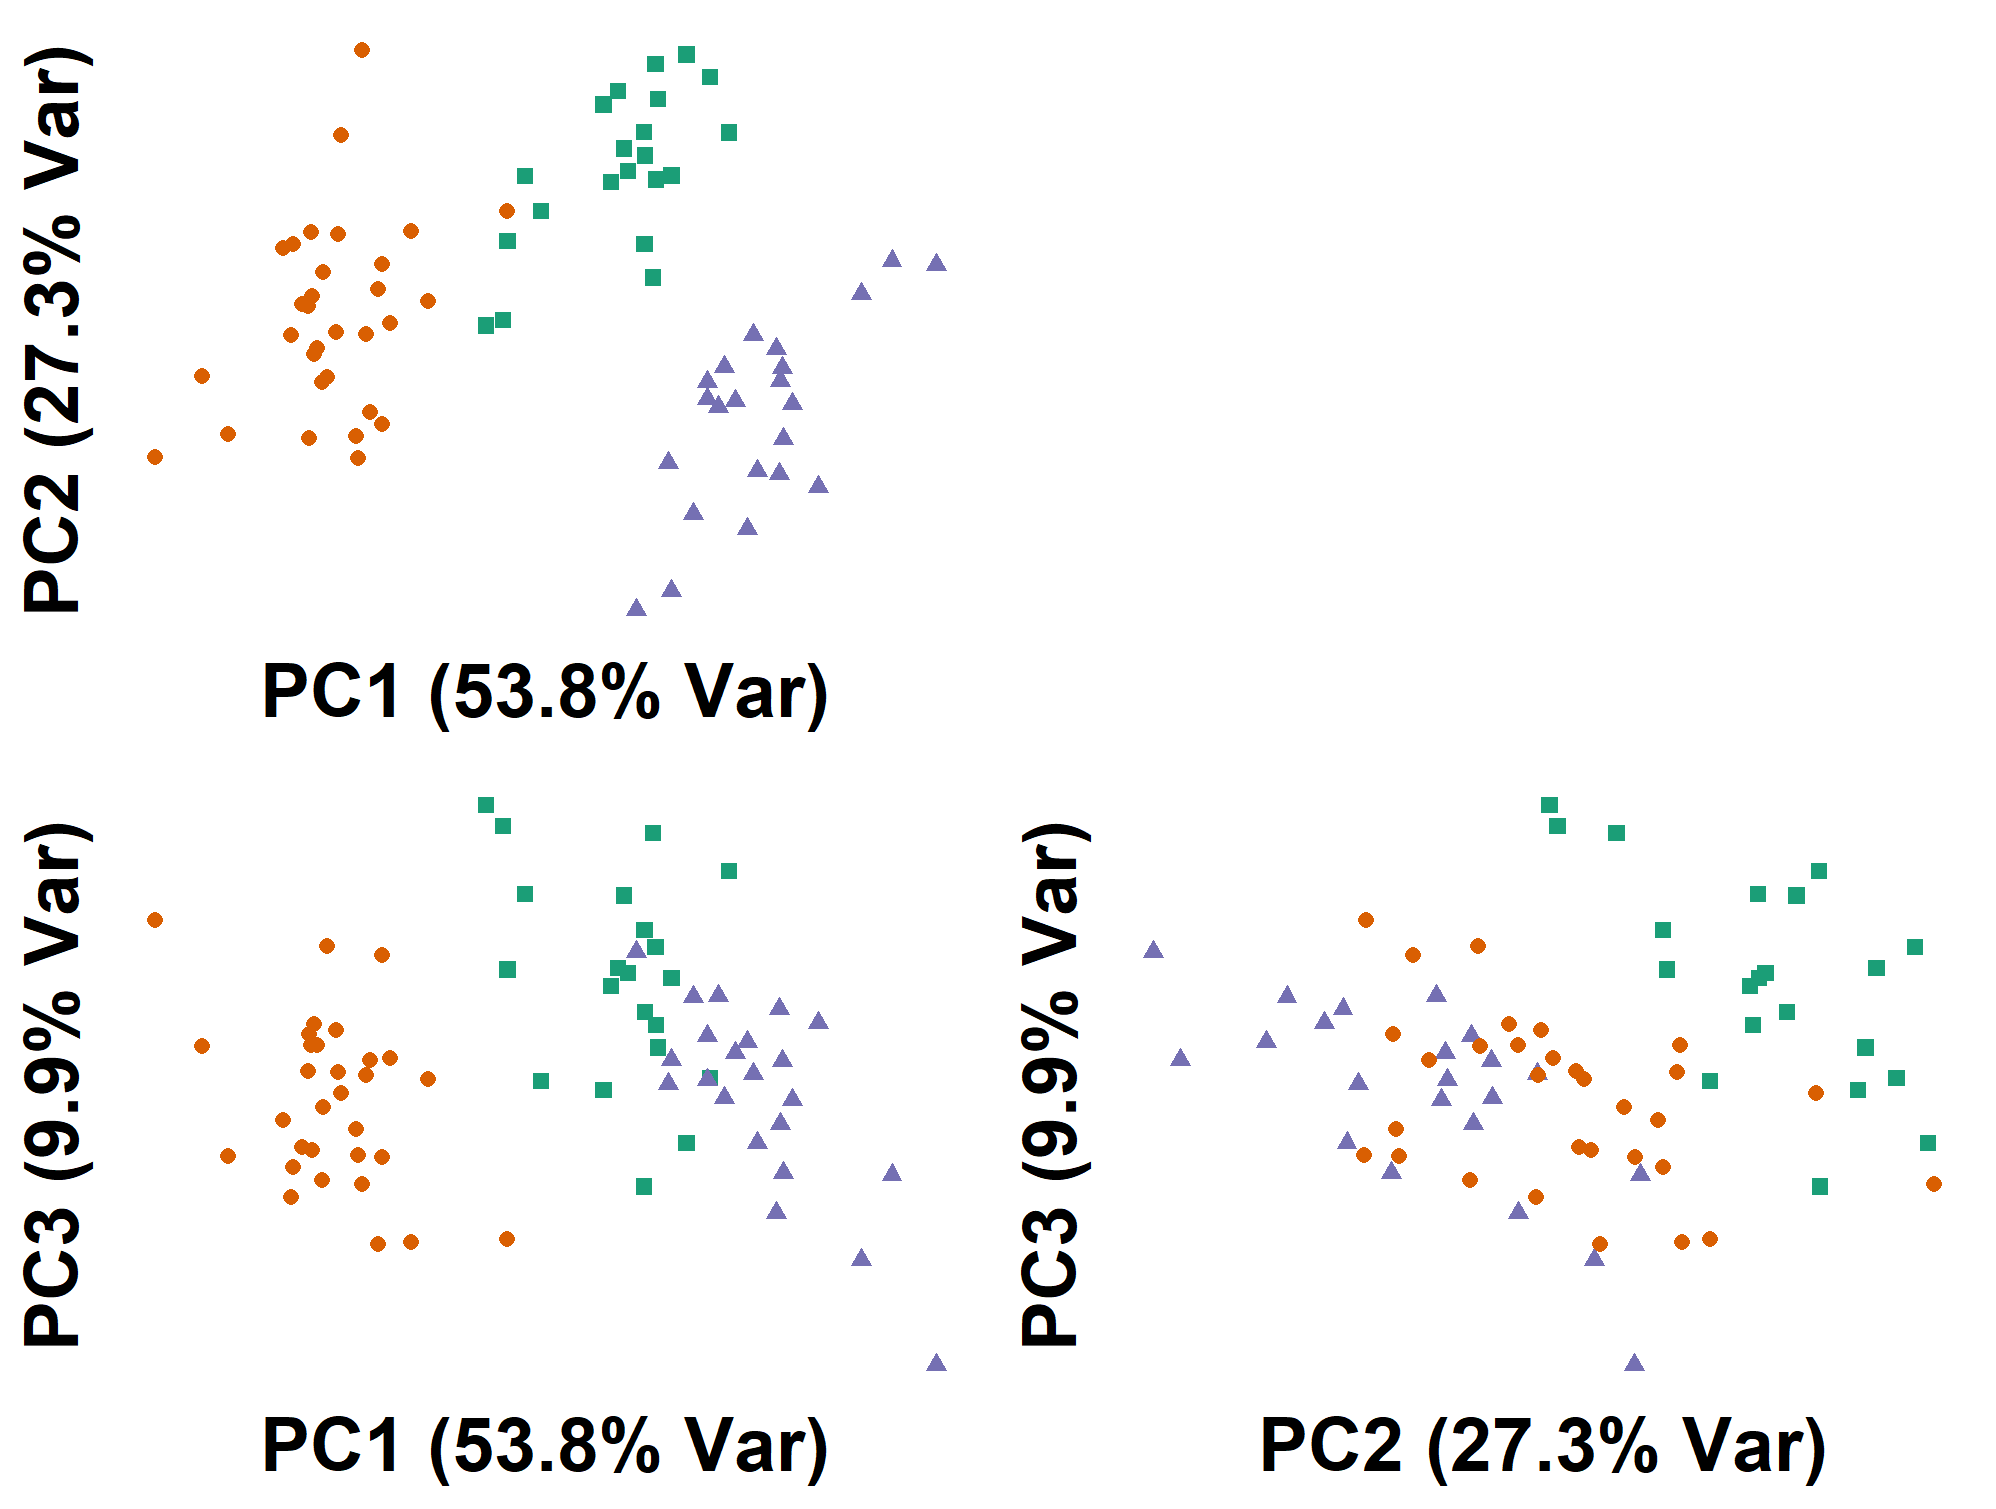 PC2 (27.3% Var)
PC1 (53.8% Var)
PC3 (9.9% Var)
PC1 (53.8% Var)
PC3 (9.9% Var)
PC2 (27.3% Var)